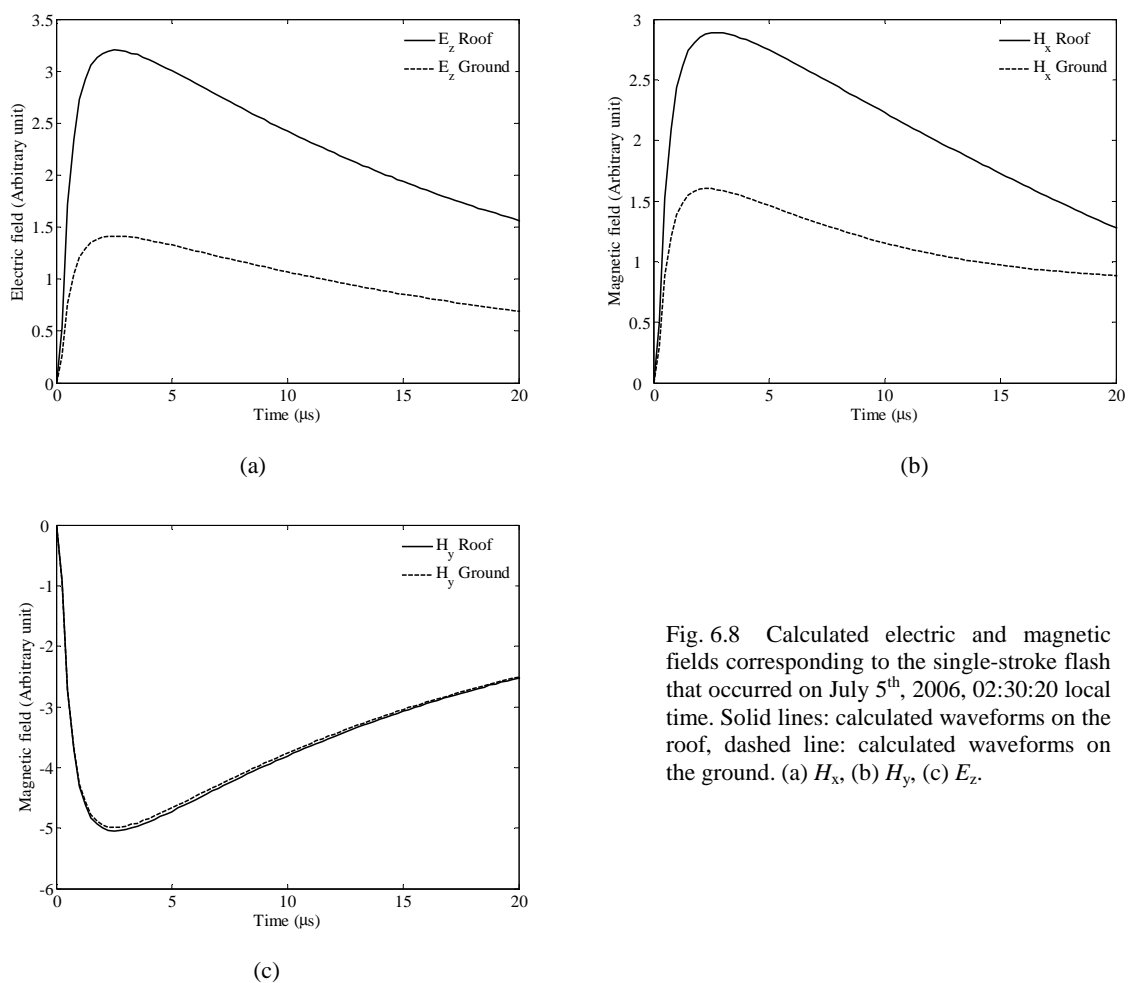 3.5
3
2.5
2
1.5
1
0.5
0
Electric field (Arbitrary unit)
E_z Roof
E_z Ground
0 5 10 15 20
Time (μs)
(a)
3
2.5
2
1.5
1
0.5
0
Magnetic field (Arbitrary unit)
H_x Roof
H_x Ground
0 5 10 15 20
Time (μs)
(b)
0
-1
-2
-3
-4
-5
-6
Magnetic field (Arbitrary unit)
H_y Roof
H_y Ground
0 5 10 15 20
Time (μs)
(c)
Fig. 6.8 Calculated electric and magnetic
fields corresponding to the single-stroke flash
that occurred on July 5th, 2006, 02:30:20 local
time. Solid lines: calculated waveforms on the
roof, dashed line: calculated waveforms on
the ground. (a) Hx, (b) Hy, (c) Ez.